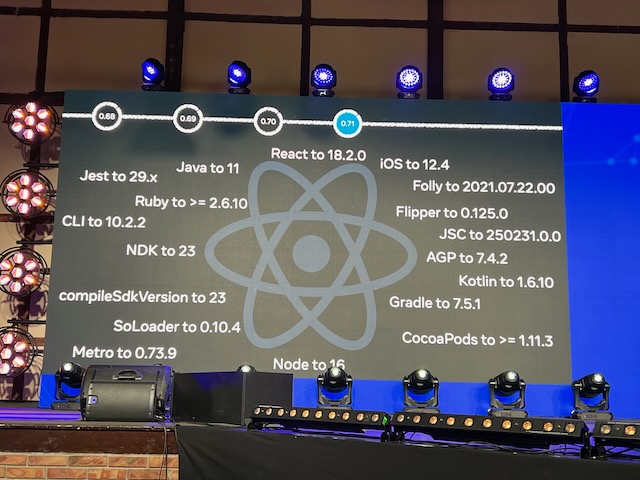 0.68
0.69
0.70
0.71
React to 18.2.0
Java to 11
iOS to 12.4
Jest to 29.x
Folly to 2021.07.22.00
Ruby to >= 2.6.10
Flipper to 0.125.0
CLI to 10.2.2
JSC to 250231.0.0
NDK to 23
AGP to 7.4.2
Kotlin to 1.6.10
compileSdkVersion to 23
Gradle to 7.5.1
SoLoader to 0.10.4
CocoaPods to >= 1.11.3
Metro to 0.73.9
Node to 16